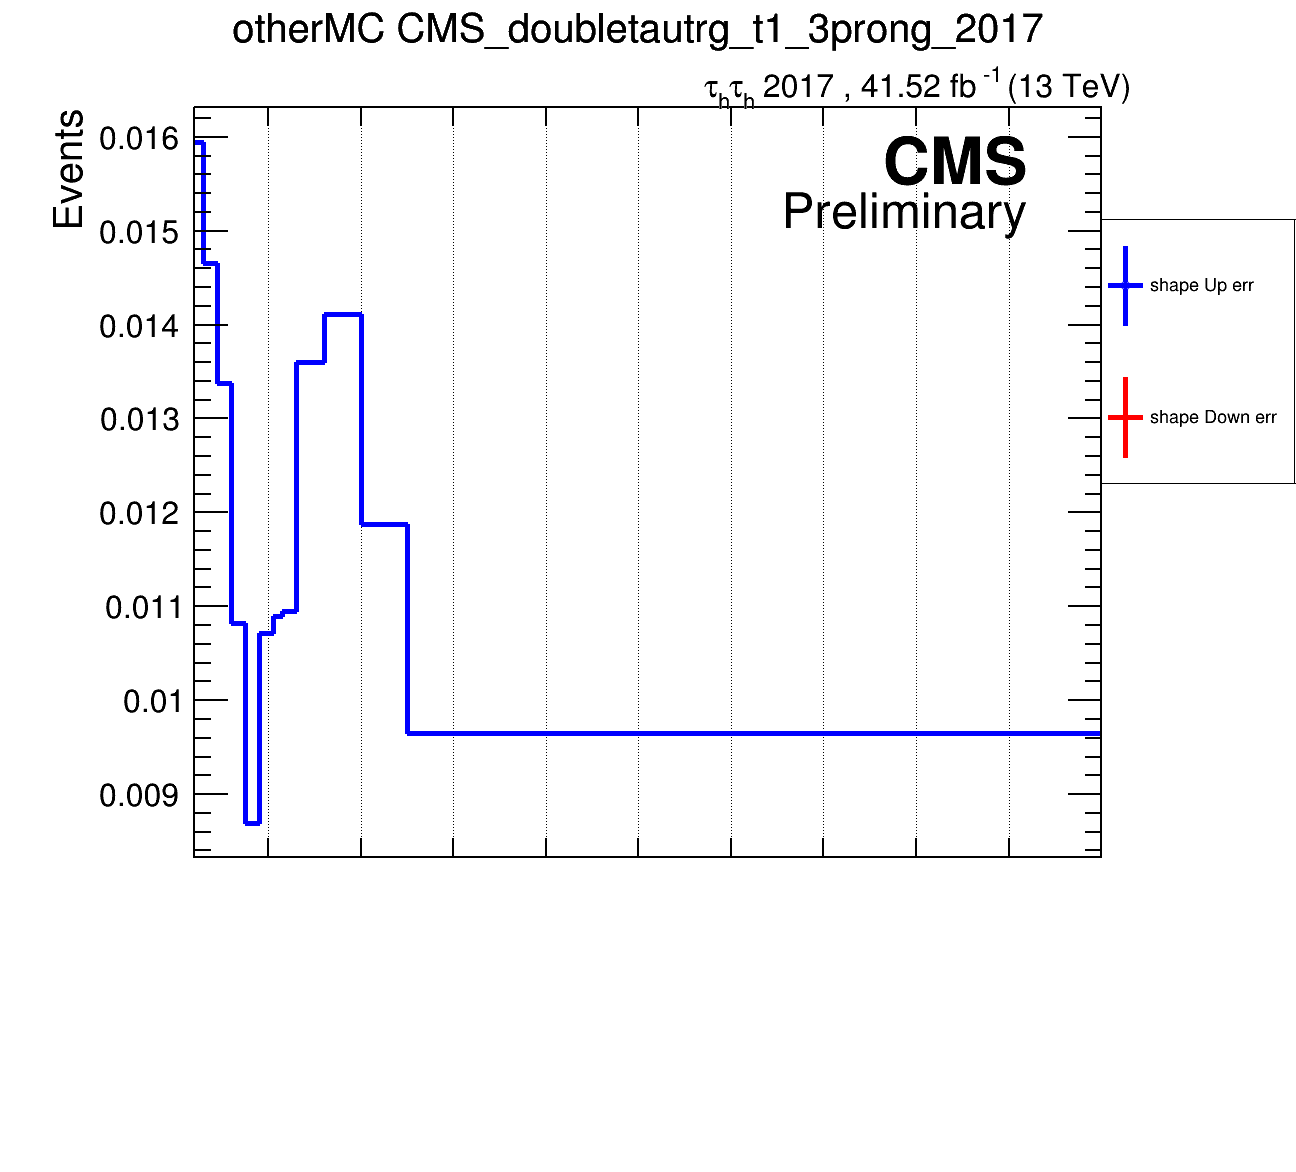 otherMC CMS_doubletautrg_t1_3prong_2017
τhτh 2017 , 41.52 fb -1 (13 TeV)
Events
CMS
Preliminary
0.016
0.015
0.014
0.013
0.012
0.011
0.01
0.009
shape Up err
shape Down err